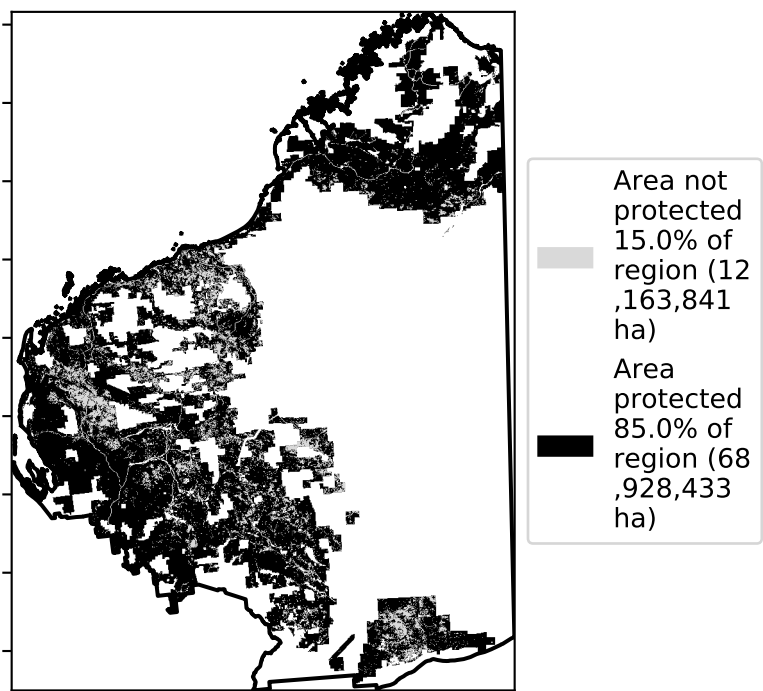 Area not
protected
15.0% of
region (12
,163,841
ha)
Area
protected
85.0% of
region (68
,928,433
ha)